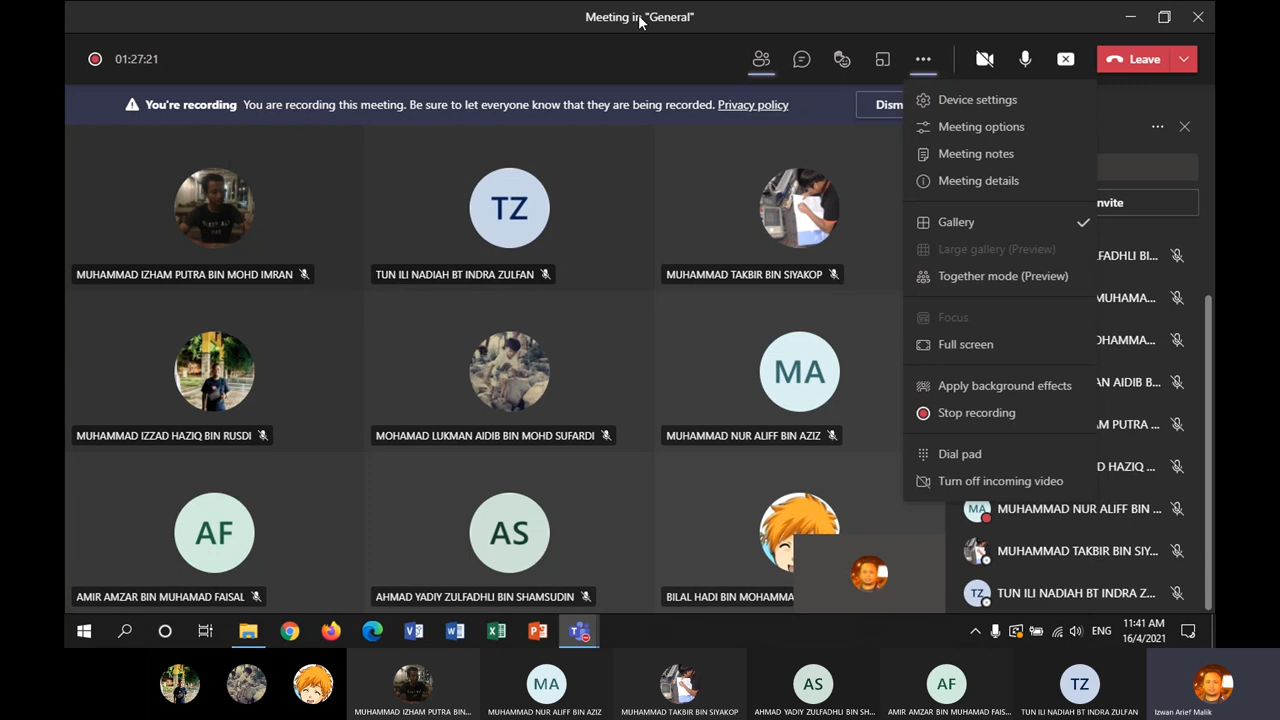 Meeting in "General"
01:27:21
Leave
You're recording You are recording this meeting. Be sure to let everyone know that they are being recorded. Privacy policy
Dism
Device settings
Meeting options
Meeting notes
Meeting details
Gallery
Large gallery (Preview)
Together mode (Preview)
Focus
Full screen
Apply background effects
Stop recording
Dial pad
Turn off incoming video
nvite
TZ
MUHAMMAD IZHAM PUTRA BIN MOHD IMRAN
TUN ILI NADIAH BT INDRA ZULFAN
MUHAMMAD TAKBIR BIN SIYAKOP
MA
MUHAMMAD IZZAD HAZIQ BIN RUSDI
MOHAMAD LUKMAN AIDIB BIN MOHD SUFARDI
MUHAMMAD NUR ALIFF BIN AZIZ
AF
AS
AMIR AMZAR BIN MUHAMAD FAISAL
AHMAD YADIY ZULFADHLI BIN SHAMSUDIN
BILAL HADI BIN MOHAMMA
FADHLI BI...
MUHAMA...
OHAMMA...
AN AIDIB B...
AM PUTRA ...
D HAZIQ ...
MA MUHAMMAD NUR ALIFF BIN ...
MUHAMMAD TAKBIR BIN SIY...
TZ TUN ILI NADIAH BT INDRA Z...
ENG
11:41 AM
16/4/2021
MA
AS
AF
TZ
MUHAMMAD IZHAM PUTRA BIN...
MUHAMMAD NUR ALIFF BIN AZIZ
MUHAMMAD TAKBIR BIN SIYAKOP
AHMAD YADIY ZULFADHLI BIN SH...
AMIR AMZAR BIN MUHAMAD FAIS...
TUN ILI NADIAH BT INDRA ZULFAN
Izwan Arief Malik